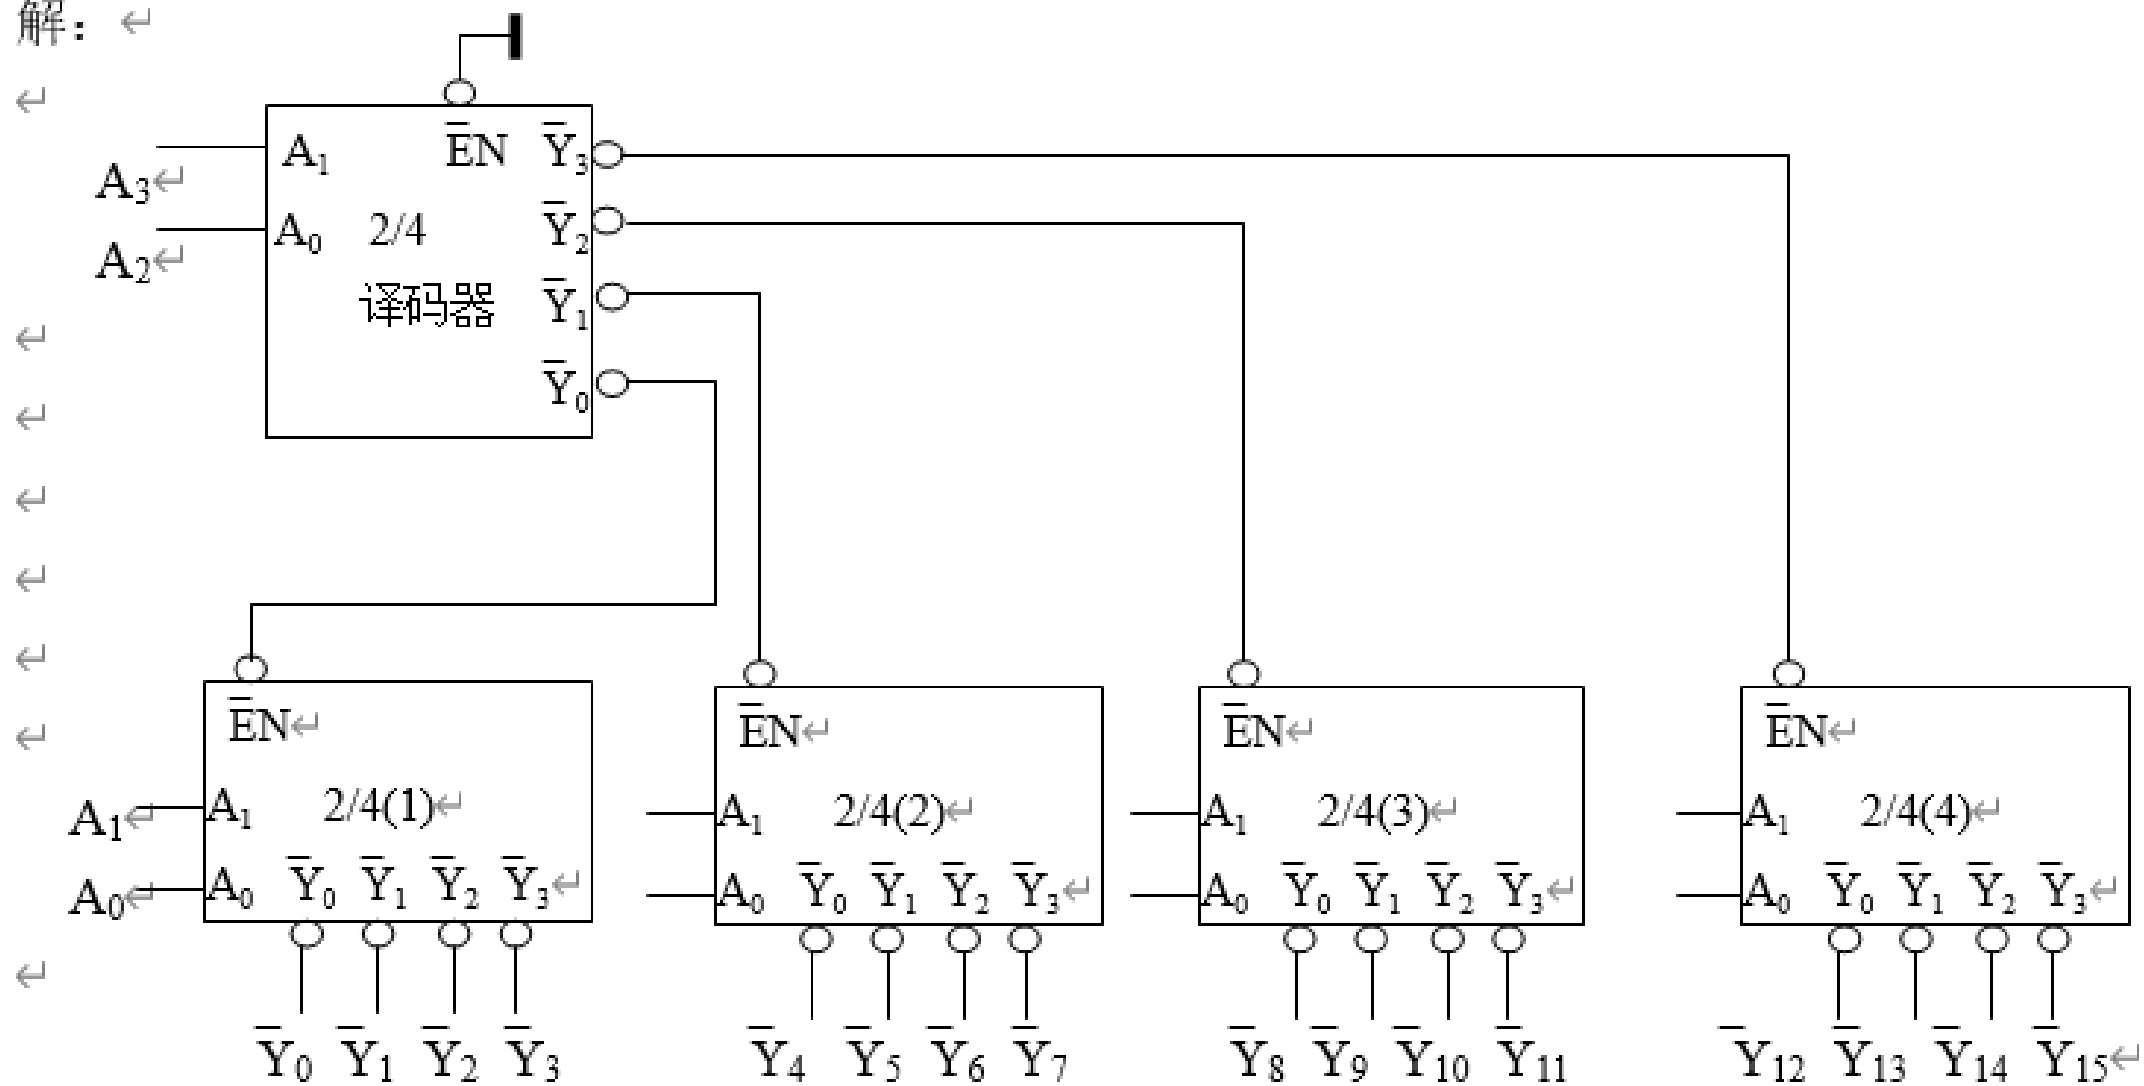 解：
E̅N Y̅₃
A₁
A₃
A₀ 2/4 Y̅₂
A₂
译码器 Y̅₁
Y̅₀
E̅N E̅N E̅N E̅N
A₁ A₁ 2/4(1) A₁ 2/4(2) A₁ 2/4(3) A₁ 2/4(4)
A₀ A₀ Y̅₀ Y̅₁ Y̅₂ Y̅₃ A₀ Y̅₀ Y̅₁ Y̅₂ Y̅₃ A₀ Y̅₀ Y̅₁ Y̅₂ Y̅₃ A₀ Y̅₀ Y̅₁ Y̅₂ Y̅₃
Y̅₀ Y̅₁ Y̅₂ Y̅₃ Y̅₄ Y̅₅ Y̅₆ Y̅₇ Y̅₈ Y̅₉ Y̅₁₀ Y̅₁₁ Y̅₁₂ Y̅₁₃ Y̅₁₄ Y̅₁₅